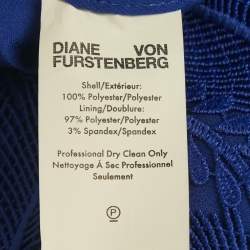 DIANE VON
FURSTENBERG
Shell/Extérieur:
100% Polyester/Polyester
Lining/Doublure:
97% Polyester/Polyester
3% Spandex/Spandex
Professional Dry Clean Only
Nettoyage À Sec Professionnel
Seulement
P